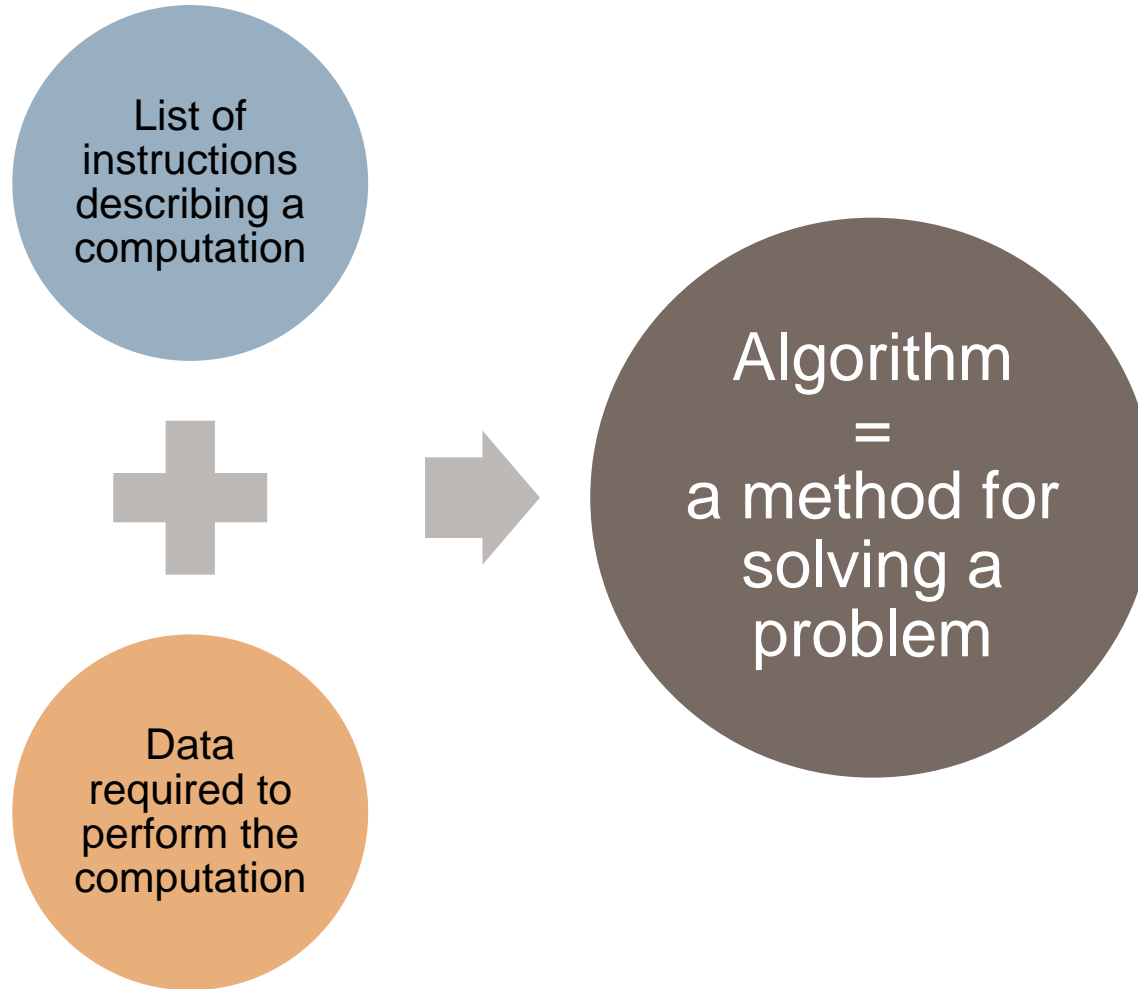 List of
instructions
describing a
computation
Data
required to
perform the
computation
Algorithm
=
a method for
solving a
problem